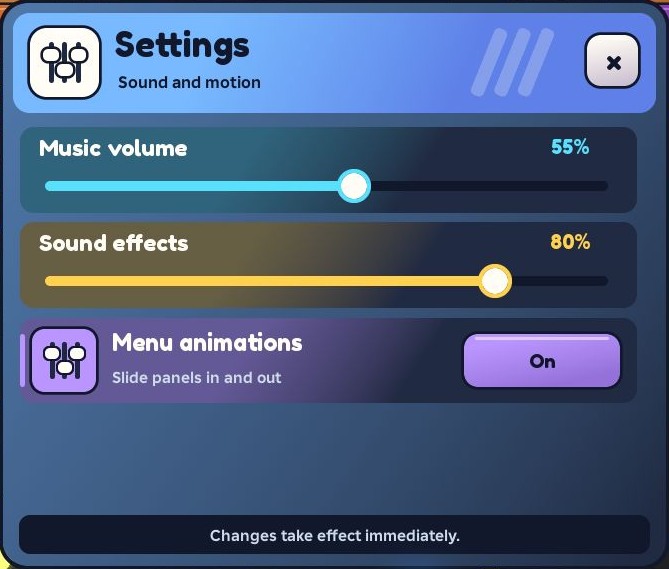 Settings
Sound and motion
Music volume 55%
Sound effects 80%
Menu animations
Slide panels in and out
On
Changes take effect immediately.